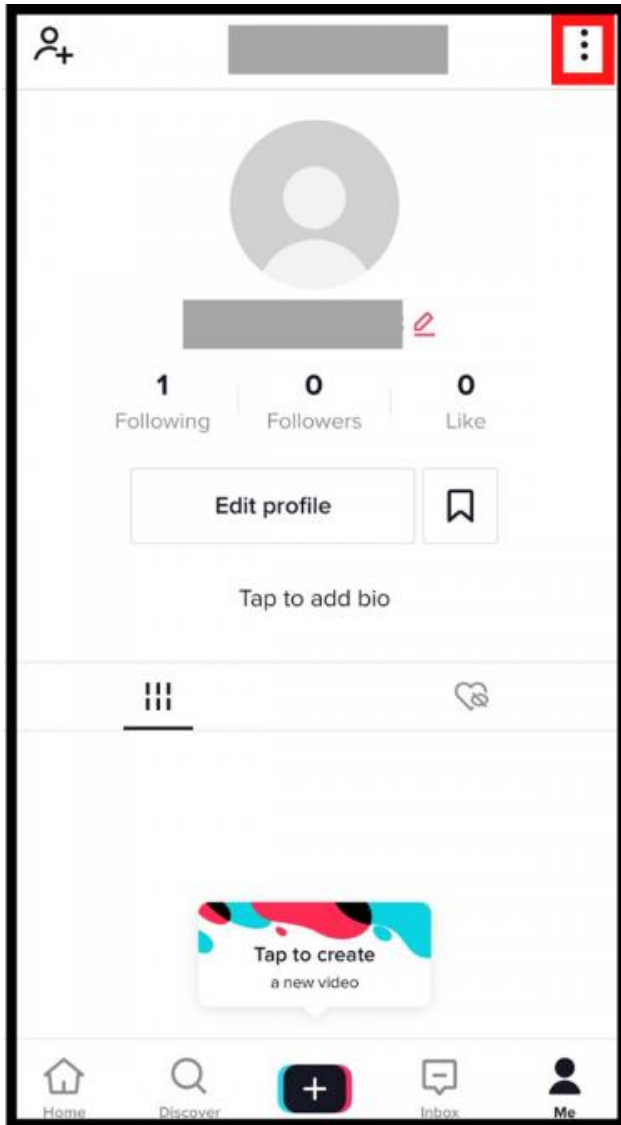 1 0 0
Following Followers Like
Edit profile
Tap to add bio
Tap to create
a new video
Home Discover Inbox Me